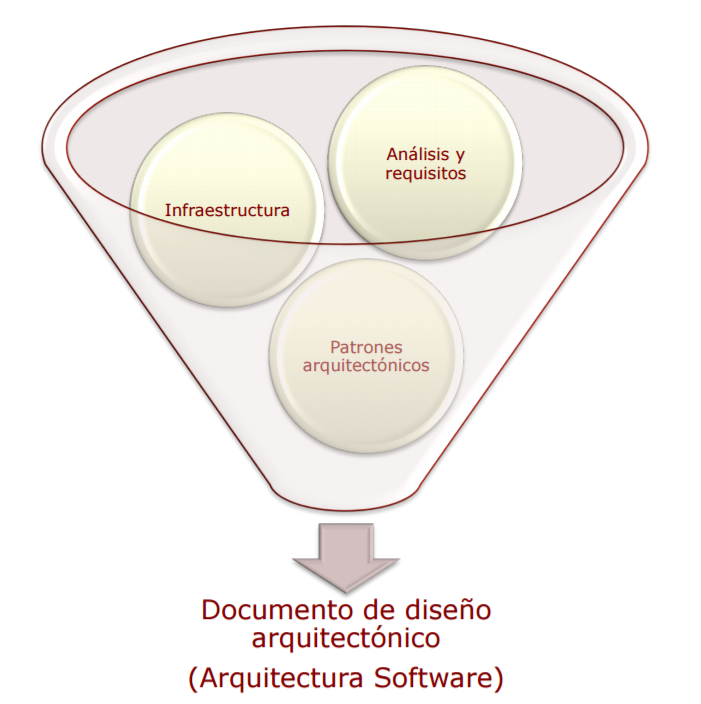 Análisis y
requisitos
Infraestructura
Patrones
arquitectónicos
Documento de diseño
arquitectónico
(Arquitectura Software)